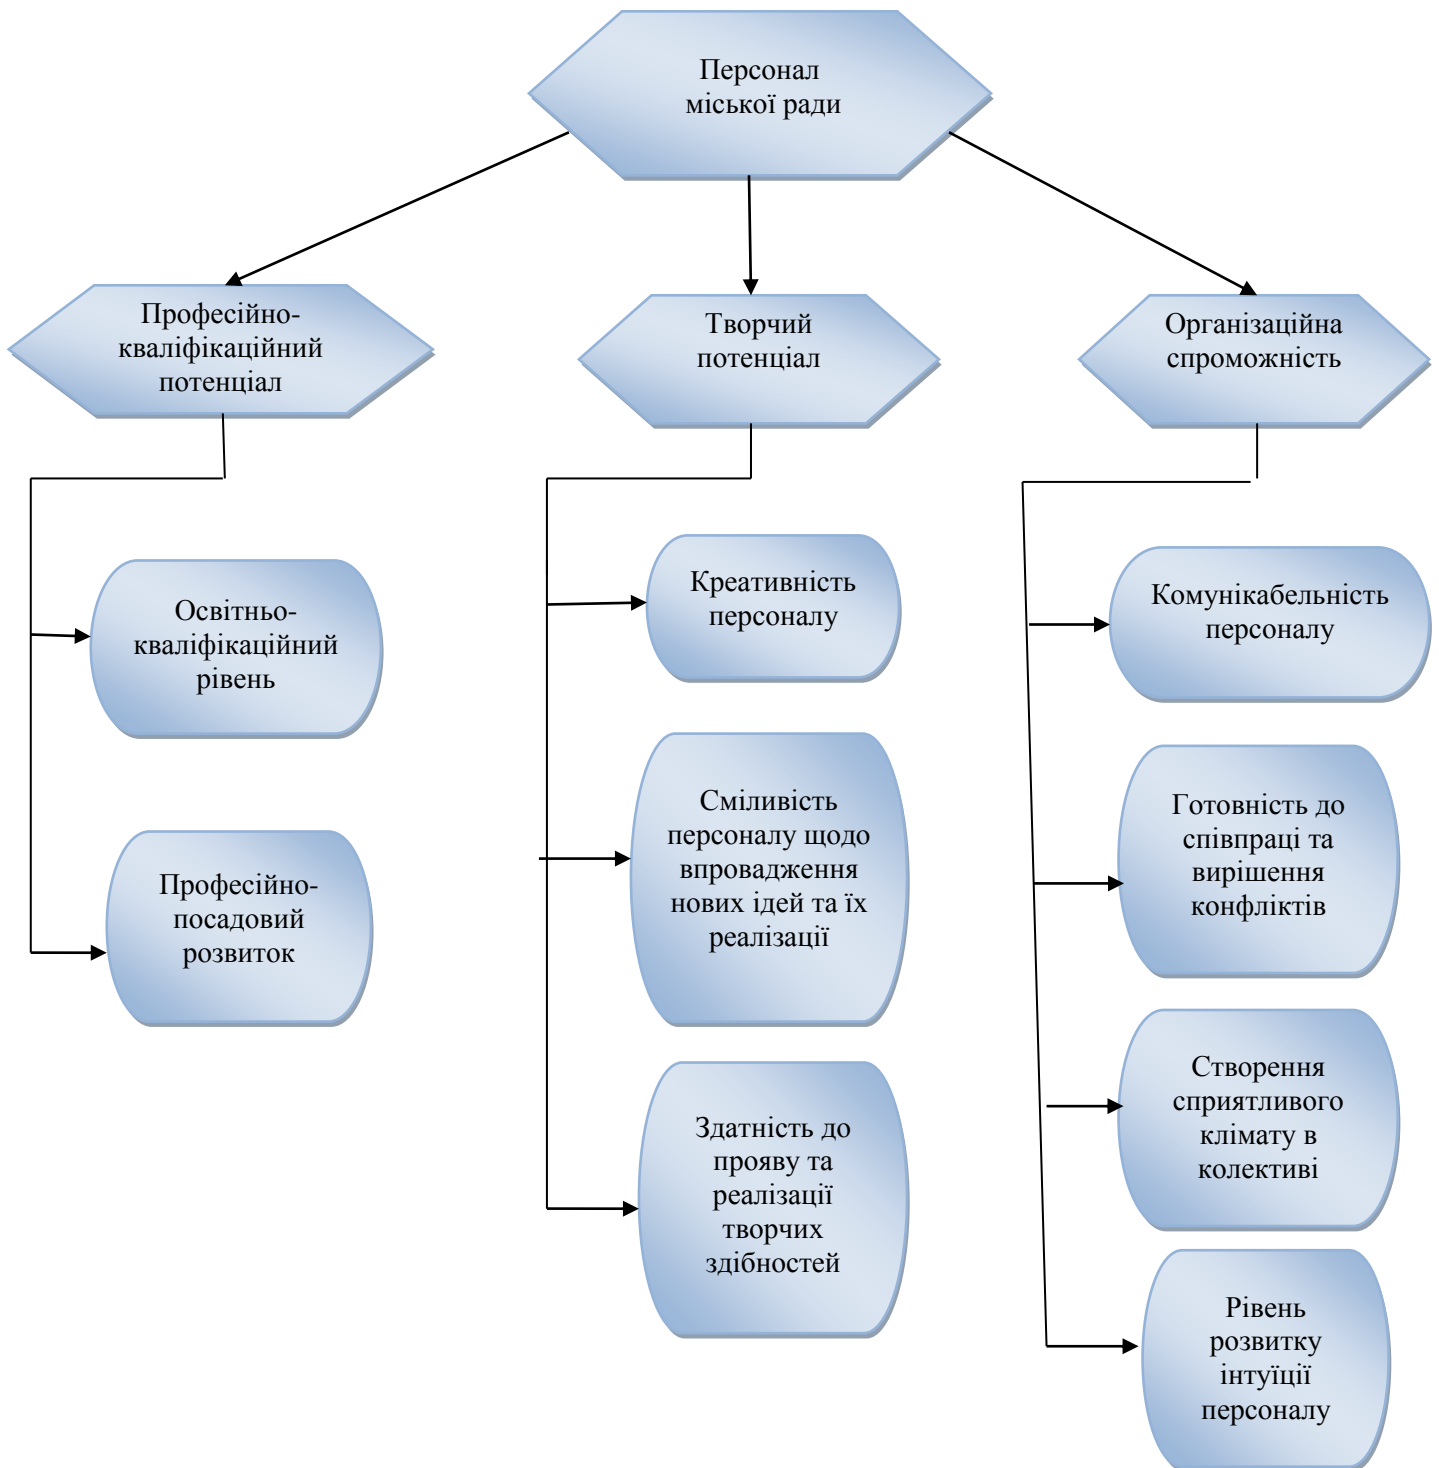 Персонал
міської ради
Професійно-
кваліфікаційний
потенціал
Творчий
потенціал
Організаційна
спроможність
Освітньо-
кваліфікаційний
рівень
Професійно-
посадовий
розвиток
Креативність
персоналу
Сміливість
персоналу щодо
впровадження
нових ідей та їх
реалізації
Здатність до
прояву та
реалізації
творчих
здібностей
Комунікабельність
персоналу
Готовність до
співпраці та
вирішення
конфліктів
Створення
сприятливого
клімату в
колективі
Рівень
розвитку
інтуїції
персоналу